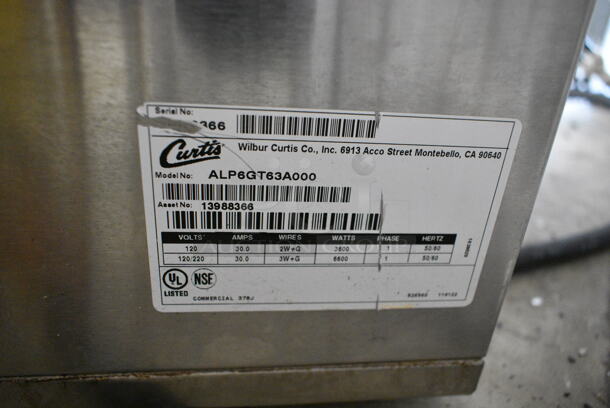 Serial No:
366
Curtis
Wilbur Curtis Co., Inc. 6913 Acco Street Montebello, CA 90640
Model No: ALP6GT63A000
Asset No: 13988366
VOLTS AMPS WIRES WATTS PHASE HERTZ
120 30.0 2W+G 3600 1 50/60
120/220 30.0 3W+G 6600 1 50/60
UL LISTED
NSF
COMMERCIAL 378J